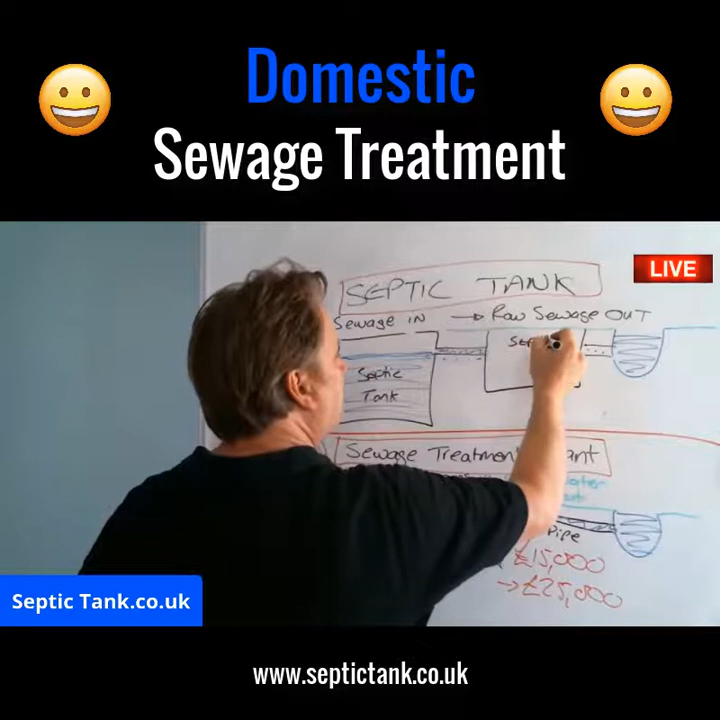 Domestic
Sewage Treatment
LIVE
SEPTIC TANK
Sewage IN → Raw Sewage OUT
Septic
Tank
Sewage Treatment
Pipe
£15,000
→ £25,000
Septic Tank.co.uk
www.septictank.co.uk